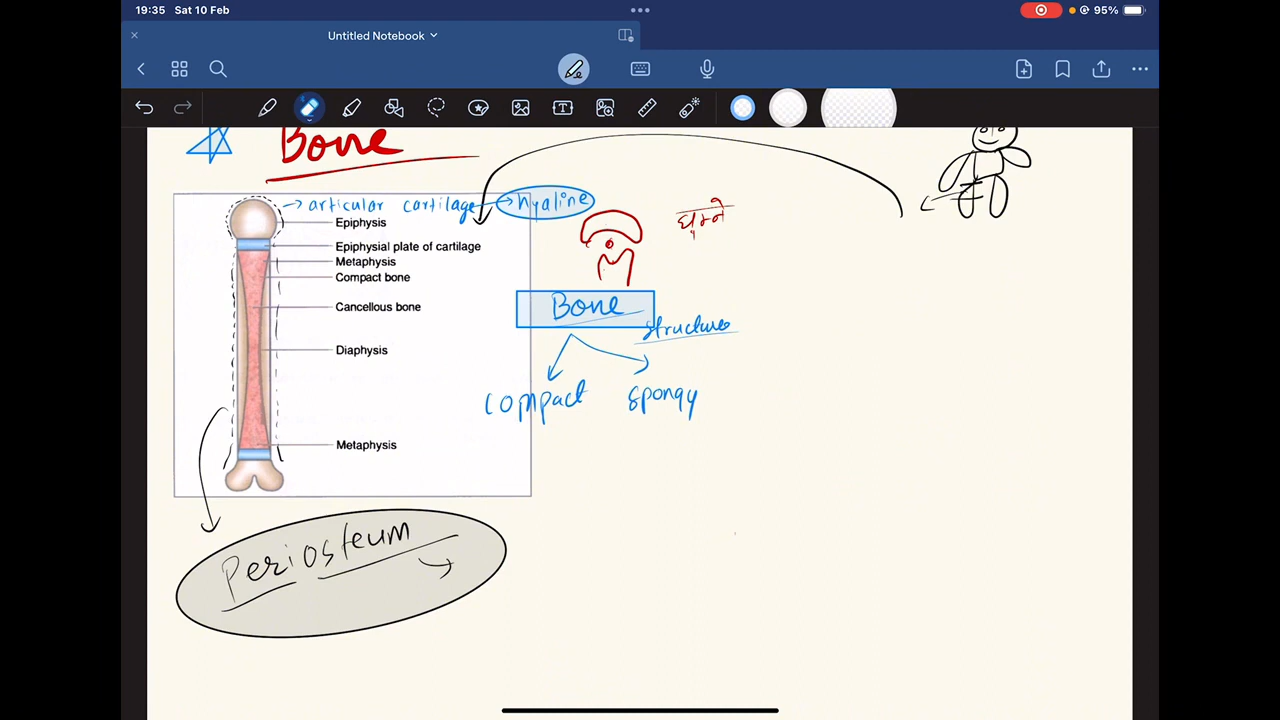 19:35 Sat 10 Feb
95%
Untitled Notebook
Bone
articular cartilage → hyaline
Epiphysis
Epiphysial plate of cartilage
Metaphysis
Compact bone
Cancellous bone
Diaphysis
Metaphysis
Bone
structure
compact spongy
Periosteum